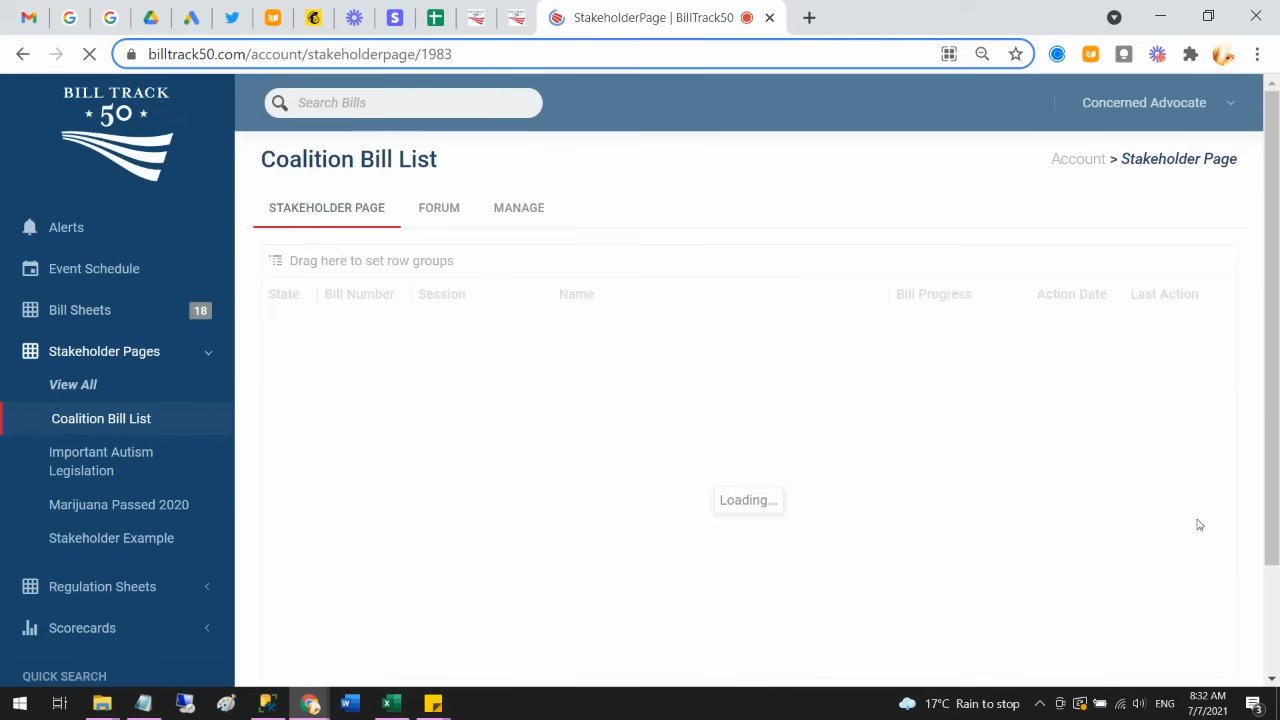 StakeholderPage | BillTrack50
billtrack50.com/account/stakeholderpage/1983
BILL TRACK
50
Search Bills
Concerned Advocate
Coalition Bill List
Account > Stakeholder Page
STAKEHOLDER PAGE
FORUM
MANAGE
Alerts
Event Schedule
Bill Sheets
18
Stakeholder Pages
View All
Coalition Bill List
Important Autism
Legislation
Marijuana Passed 2020
Stakeholder Example
Regulation Sheets
Scorecards
QUICK SEARCH
Drag here to set row groups
State
Bill Number
Session
Name
Bill Progress
Action Date
Last Action
Loading...
17°C Rain to stop
ENG
8:32 AM
7/7/2021
3